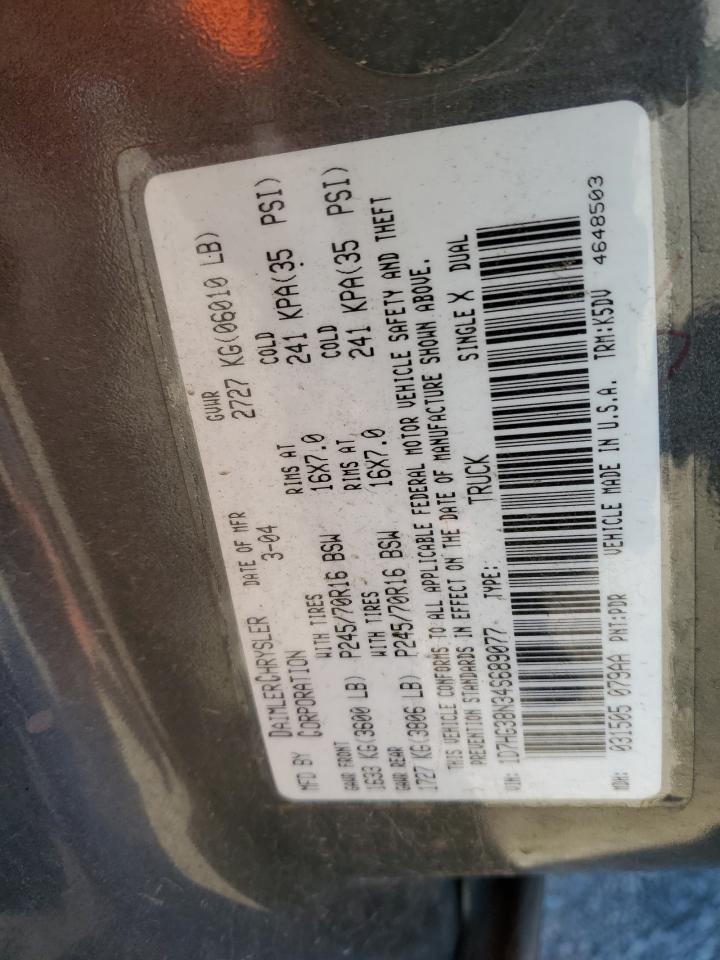 MFD BY DAIMLERCHRYSLER CORPORATION DATE OF MFR 3-04 GVWR 2727 KG(06010 LB)
GAWR FRONT WITH TIRES RIMS AT COLD
1633 KG(3600 LB) P245/70R16 BSW 16X7.0 241 KPA(35 PSI)
GAWR REAR WITH TIRES RIMS AT COLD
1727 KG(3806 LB) P245/70R16 BSW 16X7.0 241 KPA(35 PSI)
THIS VEHICLE CONFORMS TO ALL APPLICABLE FEDERAL MOTOR VEHICLE SAFETY AND THEFT
PREVENTION STANDARDS IN EFFECT ON THE DATE OF MANUFACTURE SHOWN ABOVE.
VIN: 1D7HG38N34S689077 TYPE: TRUCK SINGLE X DUAL
MDH: 031505 079AA PNT:PDR VEHICLE MADE IN U.S.A. TRM:K5DV 4648503